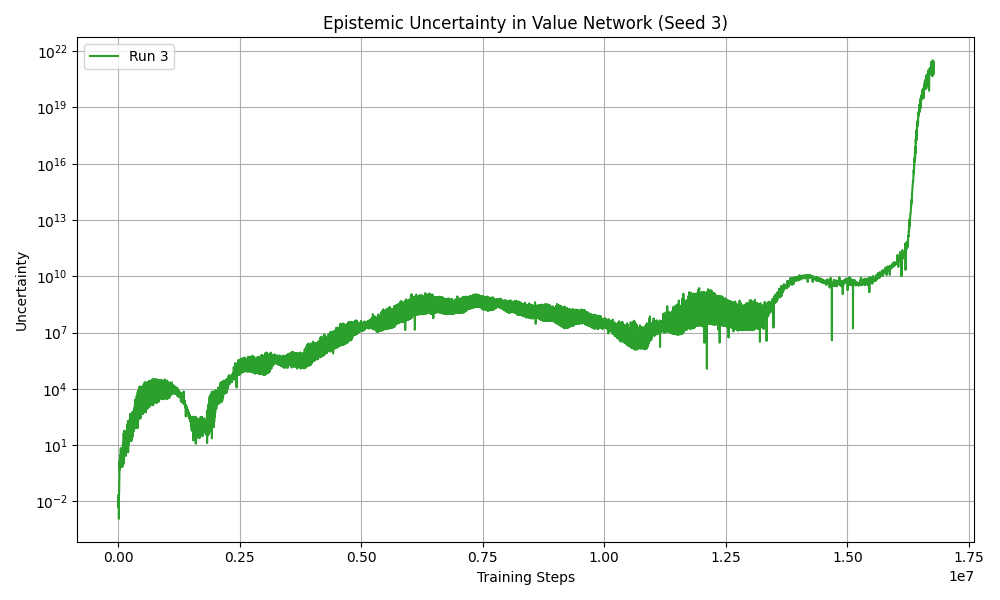 Epistemic Uncertainty in Value Network (Seed 3)
Run 3
Uncertainty
10^22
10^19
10^16
10^13
10^10
10^7
10^4
10^1
10^-2
0.00 0.25 0.50 0.75 1.00 1.25 1.50 1.75
1e7
Training Steps